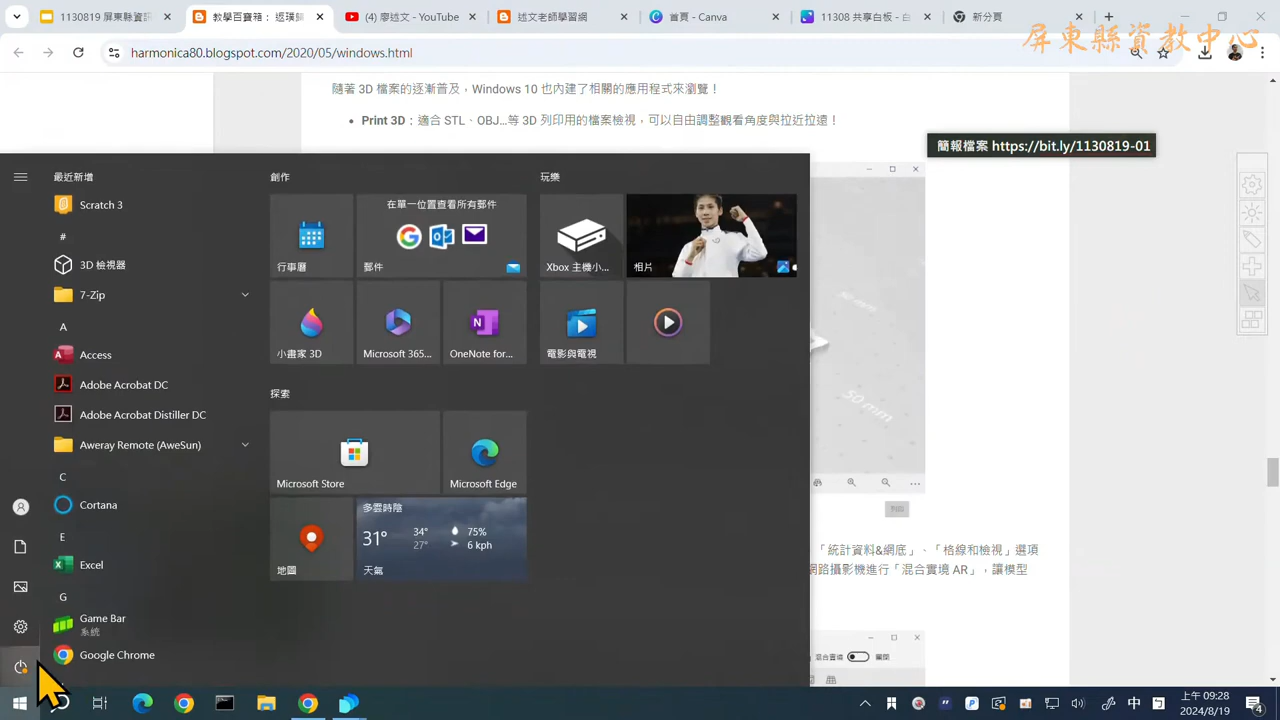 1130819 屏東縣資訊
教學百寶箱：返璞歸
(4) 廖述文 - YouTube
述文老師學習網
首頁 - Canva
11308 共享白板 - 白
新分頁
harmonica80.blogspot.com/2020/05/windows.html
屏東縣資教中心
隨著 3D 檔案的逐漸普及，Windows 10 也內建了相關的應用程式來瀏覽！
• Print 3D：適合 STL、OBJ...等 3D 列印用的檔案檢視，可以自由調整觀看角度與拉近拉遠！
簡報檔案 https://bit.ly/1130819-01
最近新增
Scratch 3
#
3D 檢視器
7-Zip
A
Access
Adobe Acrobat DC
Adobe Acrobat Distiller DC
Aweray Remote (AweSun)
C
Cortana
E
Excel
G
Game Bar
系統
Google Chrome
創作
行事曆
在單一位置查看所有郵件
郵件
小畫家 3D
Microsoft 365...
OneNote for...
玩樂
Xbox 主機小...
相片
電影與電視
探索
Microsoft Store
Microsoft Edge
地圖
多雲時陰
31°
34°
27°
75%
6 kph
天氣
50 mm
50 mm
「統計資料&網底」、「格線和檢視」選項
網路攝影機進行「混合實境 AR」，讓模型
混合實境
關閉
中
上午 09:28
2024/8/19
4